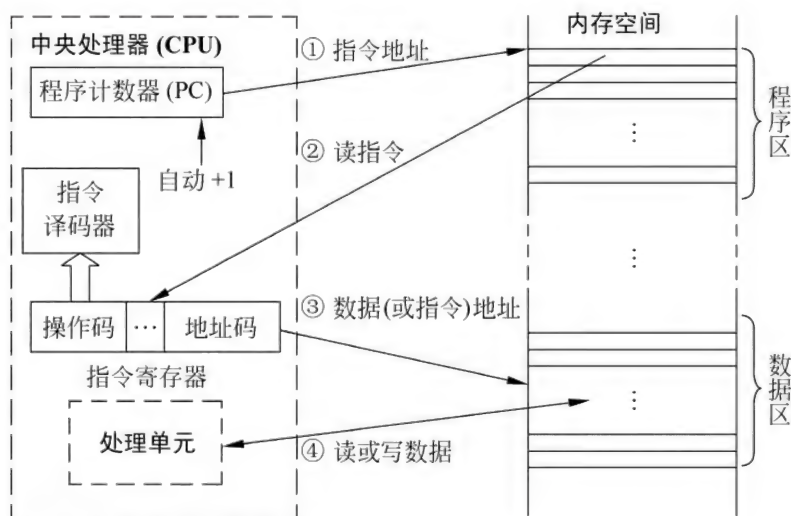 中央处理器 (CPU)
程序计数器 (PC)
自动 +1
指令
译码器
操作码 … 地址码
指令寄存器
处理单元
① 指令地址
② 读指令
③ 数据(或指令)地址
④ 读或写数据
内存空间
⋮
程序区
⋮
⋮
数据区